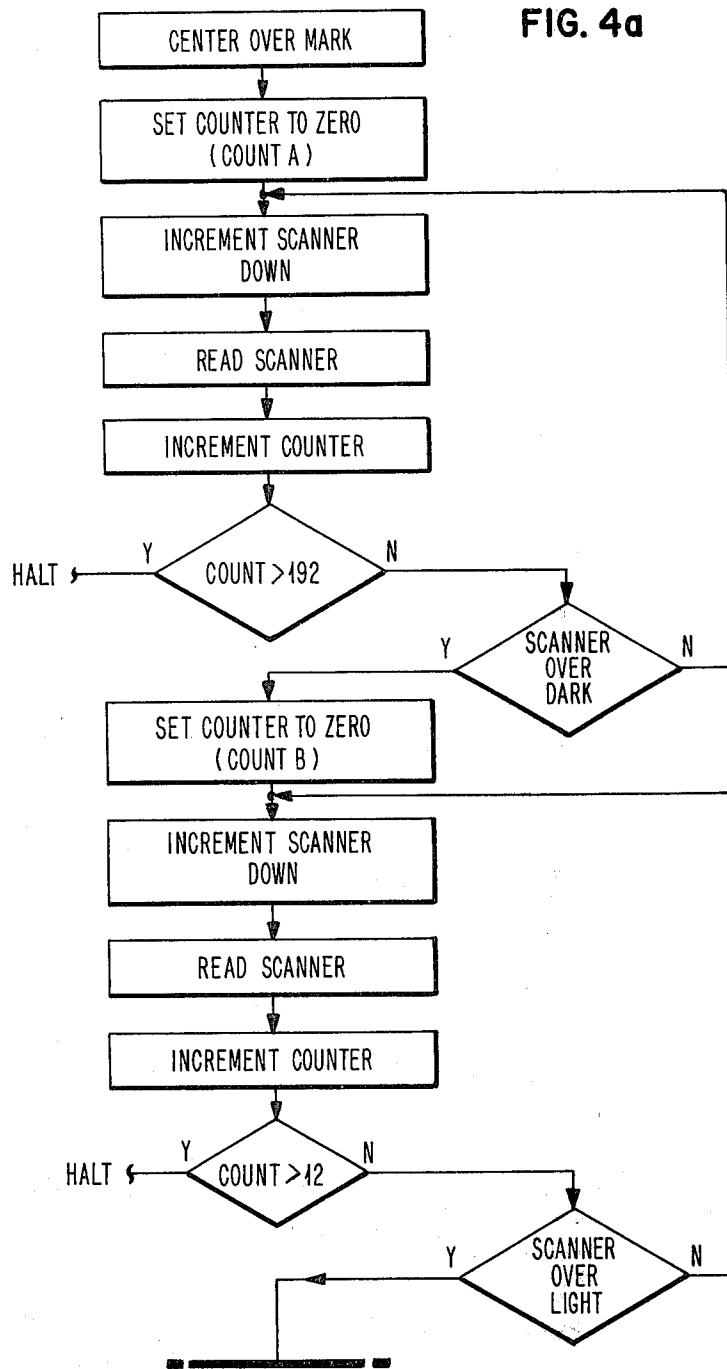 FIG. 4a
CENTER OVER MARK
SET COUNTER TO ZERO
(COUNT A)
INCREMENT SCANNER
DOWN
READ SCANNER
INCREMENT COUNTER
Y
N
HALT
COUNT >192
Y
SCANNER
OVER
DARK
N
SET COUNTER TO ZERO
(COUNT B)
INCREMENT SCANNER
DOWN
READ SCANNER
INCREMENT COUNTER
Y
N
HALT
COUNT >12
Y
SCANNER
OVER
LIGHT
N